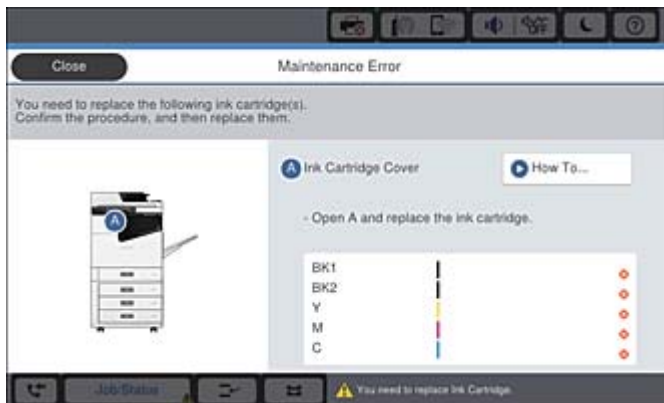 Close
Maintenance Error
You need to replace the following ink cartridge(s).
Confirm the procedure, and then replace them.
A Ink Cartridge Cover
How To...
A
- Open A and replace the ink cartridge.
BK1
BK2
Y
M
C
Job/Status
You need to replace Ink Cartridge.